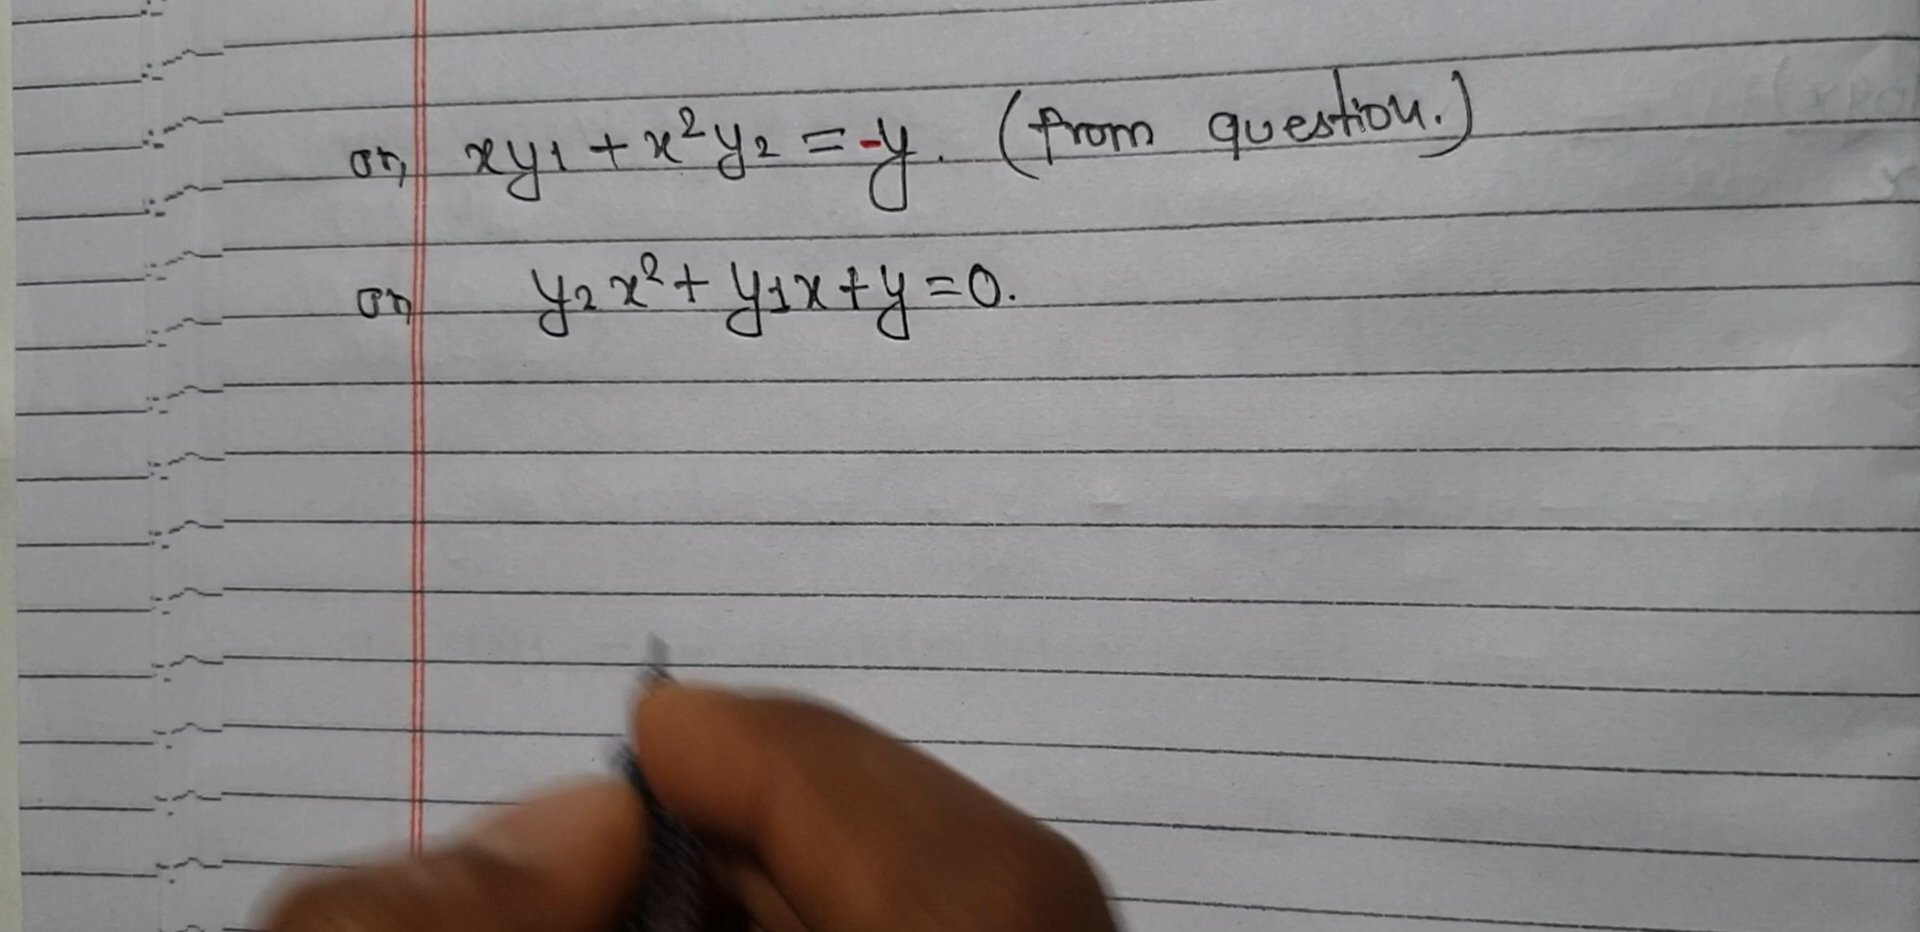 or, xy₁ + x²y₂ = -y. (from question.)
or y₂x² + y₁x + y = 0.